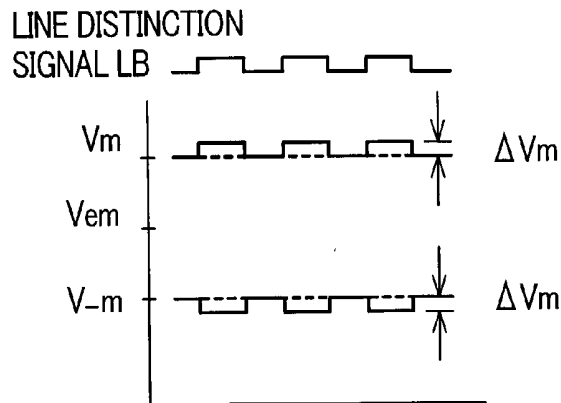 LINE DISTINCTION
SIGNAL LB
Vm
ΔVm
Vem
V-m
ΔVm